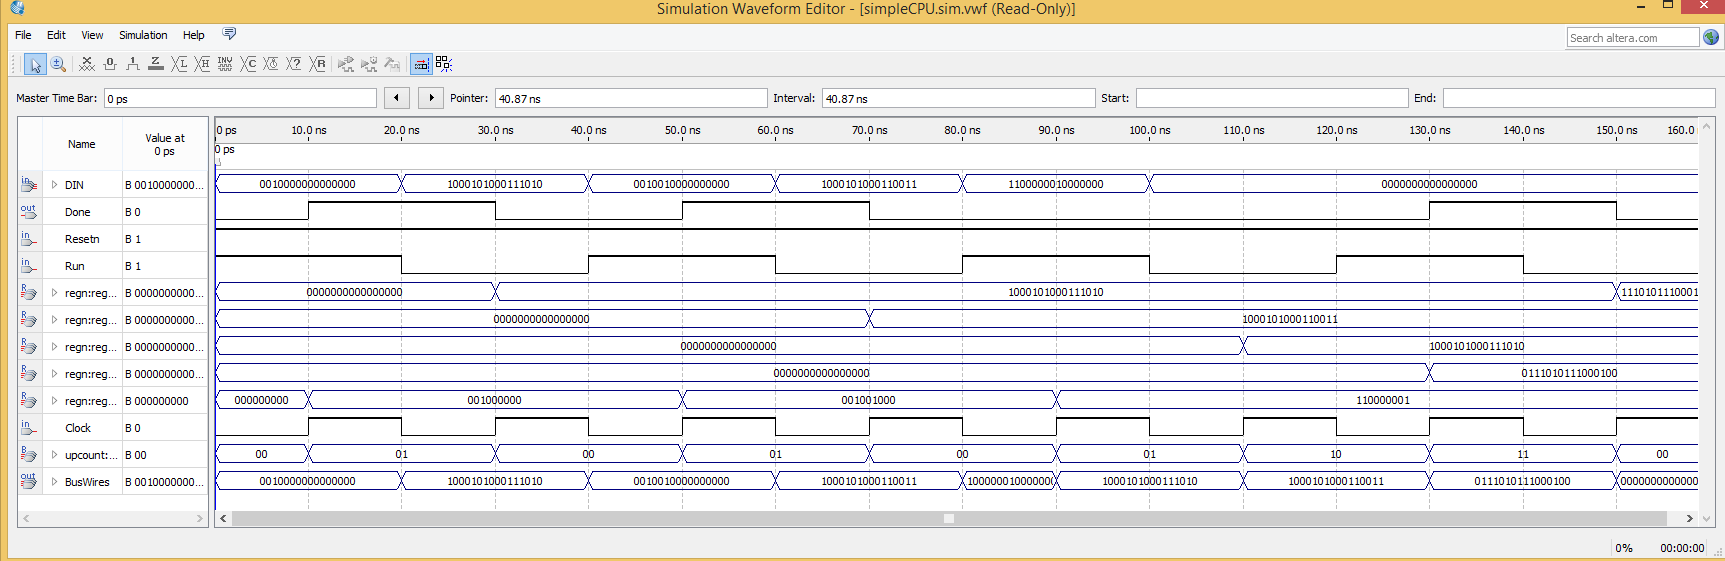 Simulation Waveform Editor - [simpleCPU.sim.vwf (Read-Only)]
File Edit View Simulation Help
Search altera.com
Master Time Bar: 0 ps Pointer: 40.87 ns Interval: 40.87 ns Start: End:
Name Value at 0 ps
0 ps 10.0 ns 20.0 ns 30.0 ns 40.0 ns 50.0 ns 60.0 ns 70.0 ns 80.0 ns 90.0 ns 100.0 ns 110.0 ns 120.0 ns 130.0 ns 140.0 ns 150.0 ns 160.0
0 ps
DIN B 0010000000... 0010000000000000 1000101000111010 0010010000000000 1000101000110011 1100000010000000 0000000000000000
Done B 0
Resetn B 1
Run B 1
regn:reg... B 0000000000... 0000000000000000 1000101000111010 1110101110001
regn:reg... B 0000000000... 0000000000000000 1000101000110011
regn:reg... B 0000000000... 0000000000000000 1000101000111010
regn:reg... B 0000000000... 0000000000000000 0111010111000100
regn:reg... B 000000000 000000000 001000000 001001000 110000001
Clock B 0
upcount:... B 00 00 01 00 01 00 01 10 11 00
BusWires B 0010000000... 0010000000000000 1000101000111010 0010010000000000 1000101000110011 1000101000111010 1000101000110011 0111010111000100
0% 00:00:00